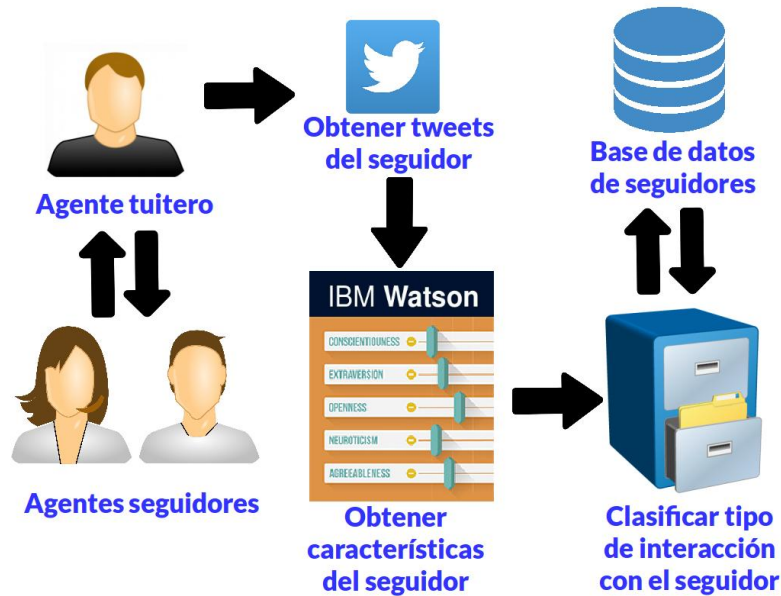 Agente tuitero
Agentes seguidores
Obtener tweets
del seguidor
IBM Watson
CONSCIENTIOUNESS
EXTRAVERSION
OPENNESS
NEUROTICISM
AGREEABLENESS
Obtener
características
del seguidor
Base de datos
de seguidores
Clasificar tipo
de interacción
con el seguidor